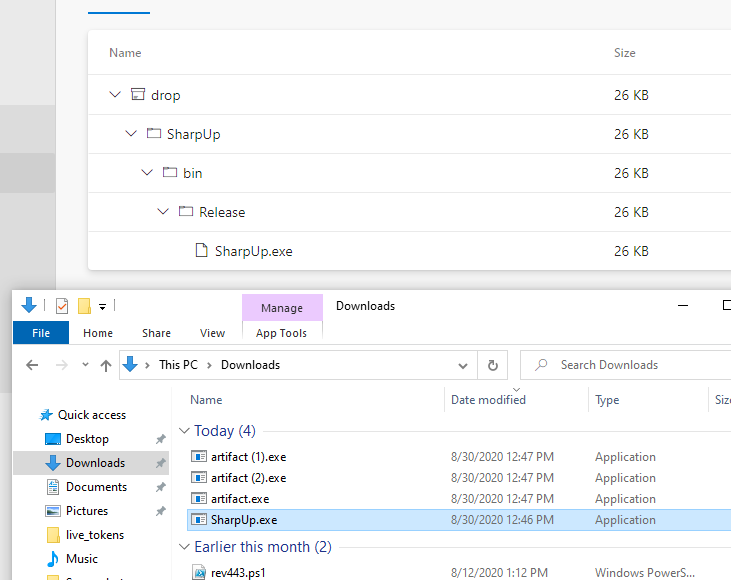 Name Size
drop 26 KB
SharpUp 26 KB
bin 26 KB
Release 26 KB
SharpUp.exe 26 KB
Manage Downloads
File Home Share View App Tools
This PC Downloads Search Downloads
Name Date modified Type
Quick access
Desktop
Downloads
Documents
Pictures
live_tokens
Music
Today (4)
artifact (1).exe 8/30/2020 12:47 PM Application
artifact (2).exe 8/30/2020 12:47 PM Application
artifact.exe 8/30/2020 12:47 PM Application
SharpUp.exe 8/30/2020 12:46 PM Application
Earlier this month (2)
rev443.ps1 8/12/2020 1:12 PM Windows PowerS...